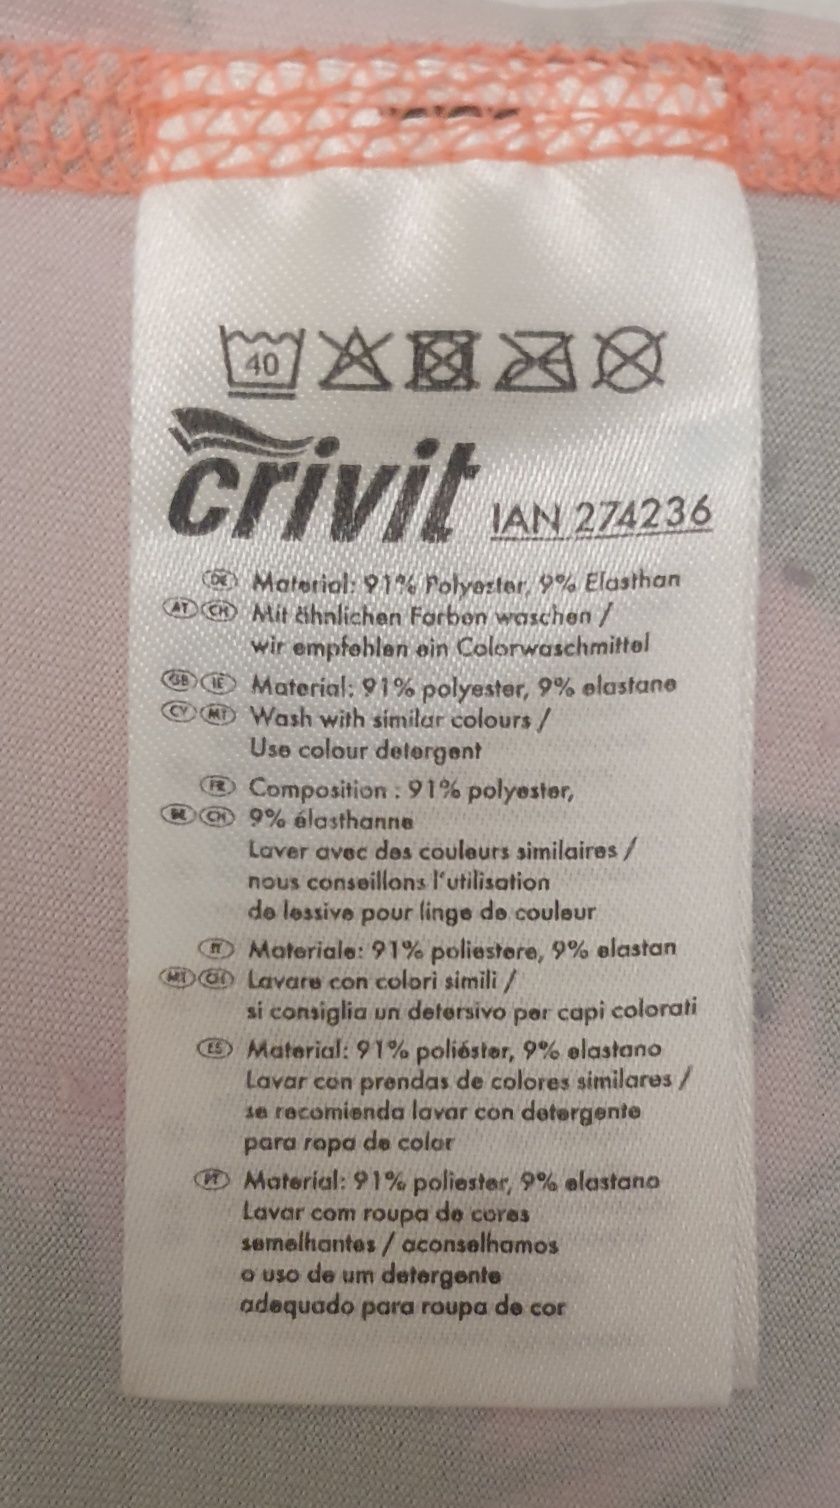 40
crivit IAN 274236
DE Material: 91% Polyester, 9% Elasthan
AT CH Mit ähnlichen Farben waschen /
wir empfehlen ein Colorwaschmittel
GB IE Material: 91% polyester, 9% elastane
CY MT Wash with similar colours /
Use colour detergent
FR Composition : 91% polyester,
BE CH 9% élasthanne
Laver avec des couleurs similaires /
nous conseillons l'utilisation
de lessive pour linge de couleur
IT Materiale: 91% poliestere, 9% elastan
MT CH Lavare con colori simili /
si consiglia un detersivo per capi colorati
ES Material: 91% poliéster, 9% elastano
Lavar con prendas de colores similares /
se recomienda lavar con detergente
para ropa de color
PT Material: 91% poliester, 9% elastano
Lavar com roupa de cores
semelhantes / aconselhamos
o uso de um detergente
adequado para roupa de cor